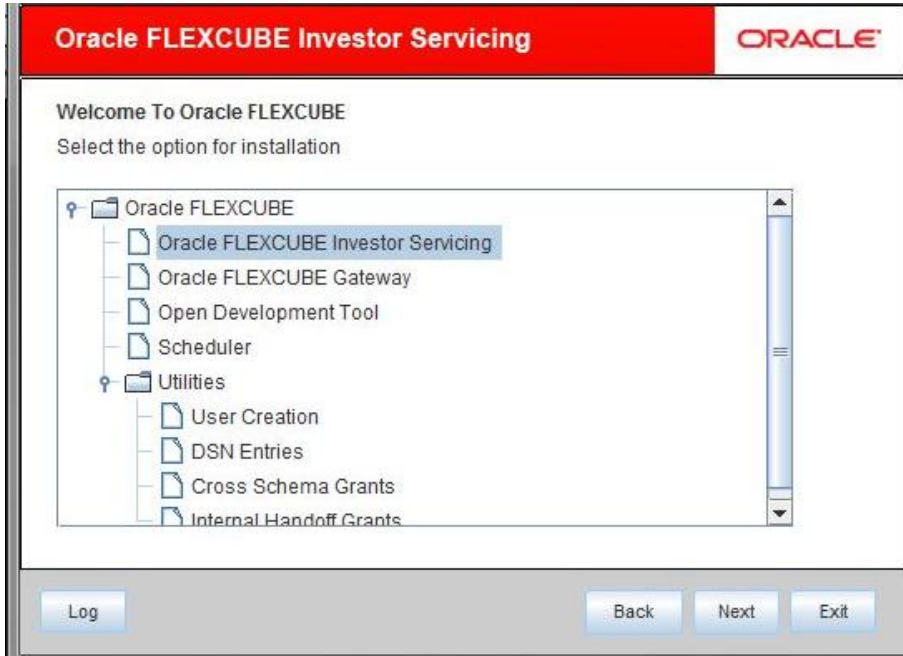 Oracle FLEXCUBE Investor Servicing
ORACLE
Welcome To Oracle FLEXCUBE
Select the option for installation
Oracle FLEXCUBE
Oracle FLEXCUBE Investor Servicing
Oracle FLEXCUBE Gateway
Open Development Tool
Scheduler
Utilities
User Creation
DSN Entries
Cross Schema Grants
Internal Handoff Grants
Log
Back
Next
Exit